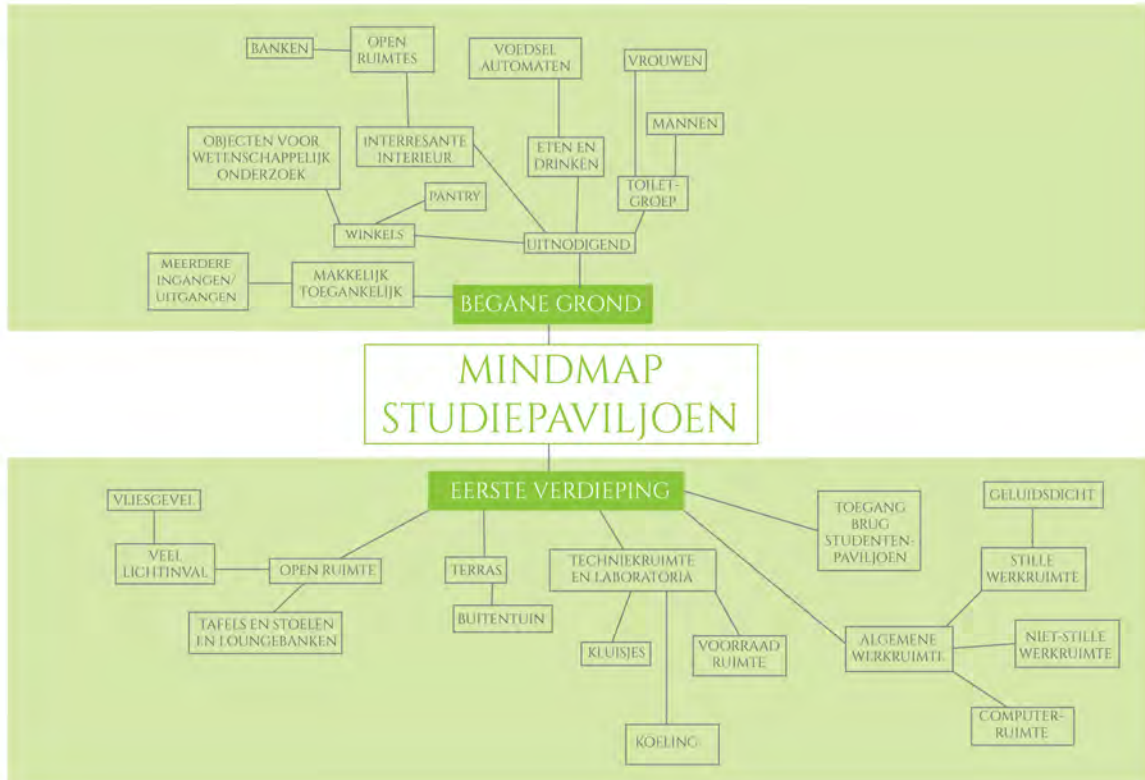 BANKEN
OPEN
RUIMTES
VOEDSEL
AUTOMATEN
VROUWEN
MANNEN
OBJECTEN VOOR
WETENSCHAPPELIJK
ONDERZOEK
INTERRESANTE
INTERIEUR
ETEN EN
DRINKEN
TOILET-
GROEP
PANTRY
WINKELS
UITNODIGEND
MEERDERE
INGANGEN/
UITGANGEN
MAKKELIJK
TOEGANKELIJK
BEGANE GROND
MINDMAP
STUDIEPAVILJOEN
EERSTE VERDIEPING
VLIESGEVEL
VEEL
LICHTINVAL
OPEN RUIMTE
TAFELS EN STOELEN
EN LOUNGEBANKEN
TERRAS
BUITENTUIN
TECHNIEKRUIMTE
EN LABORATORIA
KLUISJES
VOORRAAD
RUIMTE
KOELING
TOEGANG
BRUG
STUDENTEN-
PAVILJOEN
GELUIDSDICHT
STILLE
WERKRUIMTE
ALGEMENE
WERKRUIMTE
NIET-STILLE
WERKRUIMTE
COMPUTER-
RUIMTE